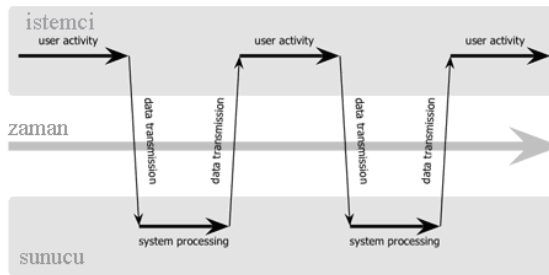 istemci
user activity
user activity
user activity
data transmission
data transmission
data transmission
data transmission
zaman
system processing
system processing
sunucu